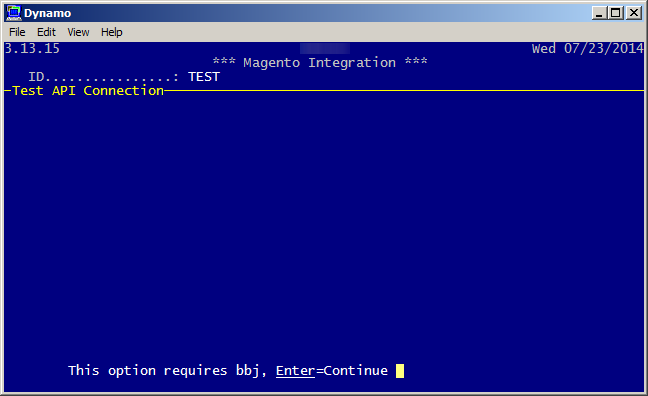 Dynamo
File Edit View Help
3.13.15 Wed 07/23/2014
*** Magento Integration ***
ID................: TEST
Test API Connection
This option requires bbj, Enter=Continue